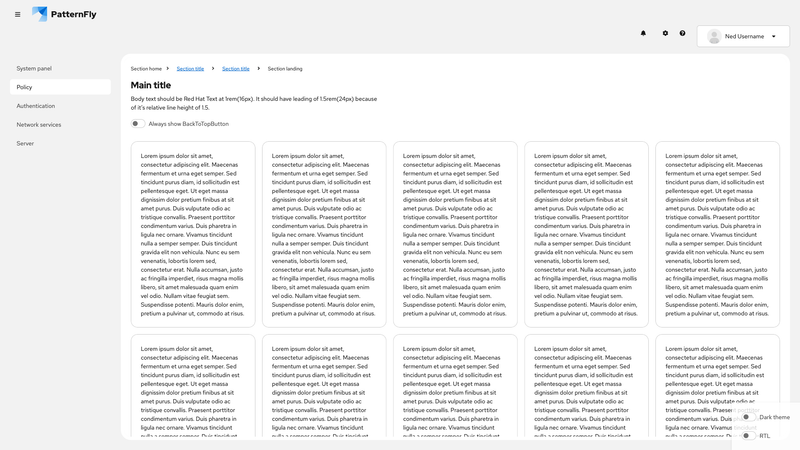 PatternFly
Ned Username
System panel
Policy
Authentication
Network services
Server
Section home
Section title
Section title
Section landing
Main title
Body text should be Red Hat Text at 1rem(16px). It should have leading of 1.5rem(24px) because
of it's relative line height of 1.5.
Always show BackToTopButton
Lorem ipsum dolor sit amet,
consectetur adipiscing elit. Maecenas
fermentum et urna eget semper. Sed
tincidunt purus diam, id sollicitudin est
pellentesque eget. Ut eget massa
dignissim dolor pretium finibus at sit
amet purus. Duis vulputate odio ac
tristique convallis. Praesent porttitor
condimentum varius. Duis pharetra in
ligula nec ornare. Vivamus tincidunt
nulla a semper semper. Duis tincidunt
gravida elit non vehicula. Nunc eu sem
venenatis, lobortis lorem sed,
consectetur erat. Nulla accumsan, justo
ac fringilla imperdiet, risus magna mollis
libero, sit amet malesuada quam enim
vel odio. Nullam vitae feugiat sem.
Suspendisse potenti. Mauris dolor enim,
pretium a pulvinar ut, commodo at risus.
Lorem ipsum dolor sit amet,
consectetur adipiscing elit. Maecenas
fermentum et urna eget semper. Sed
tincidunt purus diam, id sollicitudin est
pellentesque eget. Ut eget massa
dignissim dolor pretium finibus at sit
amet purus. Duis vulputate odio ac
tristique convallis. Praesent porttitor
condimentum varius. Duis pharetra in
ligula nec ornare. Vivamus tincidunt
nulla a semper semper. Duis tincidunt
gravida elit non vehicula. Nunc eu sem
venenatis, lobortis lorem sed,
consectetur erat. Nulla accumsan, justo
ac fringilla imperdiet, risus magna mollis
libero, sit amet malesuada quam enim
vel odio. Nullam vitae feugiat sem.
Suspendisse potenti. Mauris dolor enim,
pretium a pulvinar ut, commodo at risus.
Lorem ipsum dolor sit amet,
consectetur adipiscing elit. Maecenas
fermentum et urna eget semper. Sed
tincidunt purus diam, id sollicitudin est
pellentesque eget. Ut eget massa
dignissim dolor pretium finibus at sit
amet purus. Duis vulputate odio ac
tristique convallis. Praesent porttitor
condimentum varius. Duis pharetra in
ligula nec ornare. Vivamus tincidunt
nulla a semper semper. Duis tincidunt
gravida elit non vehicula. Nunc eu sem
venenatis, lobortis lorem sed,
consectetur erat. Nulla accumsan, justo
ac fringilla imperdiet, risus magna mollis
libero, sit amet malesuada quam enim
vel odio. Nullam vitae feugiat sem.
Suspendisse potenti. Mauris dolor enim,
pretium a pulvinar ut, commodo at risus.
Lorem ipsum dolor sit amet,
consectetur adipiscing elit. Maecenas
fermentum et urna eget semper. Sed
tincidunt purus diam, id sollicitudin est
pellentesque eget. Ut eget massa
dignissim dolor pretium finibus at sit
amet purus. Duis vulputate odio ac
tristique convallis. Praesent porttitor
condimentum varius. Duis pharetra in
ligula nec ornare. Vivamus tincidunt
nulla a semper semper. Duis tincidunt
gravida elit non vehicula. Nunc eu sem
venenatis, lobortis lorem sed,
consectetur erat. Nulla accumsan, justo
ac fringilla imperdiet, risus magna mollis
libero, sit amet malesuada quam enim
vel odio. Nullam vitae feugiat sem.
Suspendisse potenti. Mauris dolor enim,
pretium a pulvinar ut, commodo at risus.
Lorem ipsum dolor sit amet,
consectetur adipiscing elit. Maecenas
fermentum et urna eget semper. Sed
tincidunt purus diam, id sollicitudin est
pellentesque eget. Ut eget massa
dignissim dolor pretium finibus at sit
amet purus. Duis vulputate odio ac
tristique convallis. Praesent porttitor
condimentum varius. Duis pharetra in
ligula nec ornare. Vivamus tincidunt
nulla a semper semper. Duis tincidunt
gravida elit non vehicula. Nunc eu sem
venenatis, lobortis lorem sed,
consectetur erat. Nulla accumsan, justo
ac fringilla imperdiet, risus magna mollis
libero, sit amet malesuada quam enim
vel odio. Nullam vitae feugiat sem.
Suspendisse potenti. Mauris dolor enim,
pretium a pulvinar ut, commodo at risus.
Lorem ipsum dolor sit amet,
consectetur adipiscing elit. Maecenas
fermentum et urna eget semper. Sed
tincidunt purus diam, id sollicitudin est
pellentesque eget. Ut eget massa
dignissim dolor pretium finibus at sit
amet purus. Duis vulputate odio ac
tristique convallis. Praesent porttitor
condimentum varius. Duis pharetra in
ligula nec ornare. Vivamus tincidunt
nulla a semper semper. Duis tincidunt
Lorem ipsum dolor sit amet,
consectetur adipiscing elit. Maecenas
fermentum et urna eget semper. Sed
tincidunt purus diam, id sollicitudin est
pellentesque eget. Ut eget massa
dignissim dolor pretium finibus at sit
amet purus. Duis vulputate odio ac
tristique convallis. Praesent porttitor
condimentum varius. Duis pharetra in
ligula nec ornare. Vivamus tincidunt
nulla a semper semper. Duis tincidunt
Lorem ipsum dolor sit amet,
consectetur adipiscing elit. Maecenas
fermentum et urna eget semper. Sed
tincidunt purus diam, id sollicitudin est
pellentesque eget. Ut eget massa
dignissim dolor pretium finibus at sit
amet purus. Duis vulputate odio ac
tristique convallis. Praesent porttitor
condimentum varius. Duis pharetra in
ligula nec ornare. Vivamus tincidunt
nulla a semper semper. Duis tincidunt
Lorem ipsum dolor sit amet,
consectetur adipiscing elit. Maecenas
fermentum et urna eget semper. Sed
tincidunt purus diam, id sollicitudin est
pellentesque eget. Ut eget massa
dignissim dolor pretium finibus at sit
amet purus. Duis vulputate odio ac
tristique convallis. Praesent porttitor
condimentum varius. Duis pharetra in
ligula nec ornare. Vivamus tincidunt
nulla a semper semper. Duis tincidunt
Lorem ipsum dolor sit amet,
consectetur adipiscing elit. Maecenas
fermentum et urna eget semper. Sed
tincidunt purus diam, id sollicitudin est
pellentesque eget. Ut eget massa
dignissim dolor pretium finibus at sit
amet purus. Duis vulputate odio ac
tristique convallis.
condimentum
ligula nec ornare.
nulla a semper
Dark theme
RTL